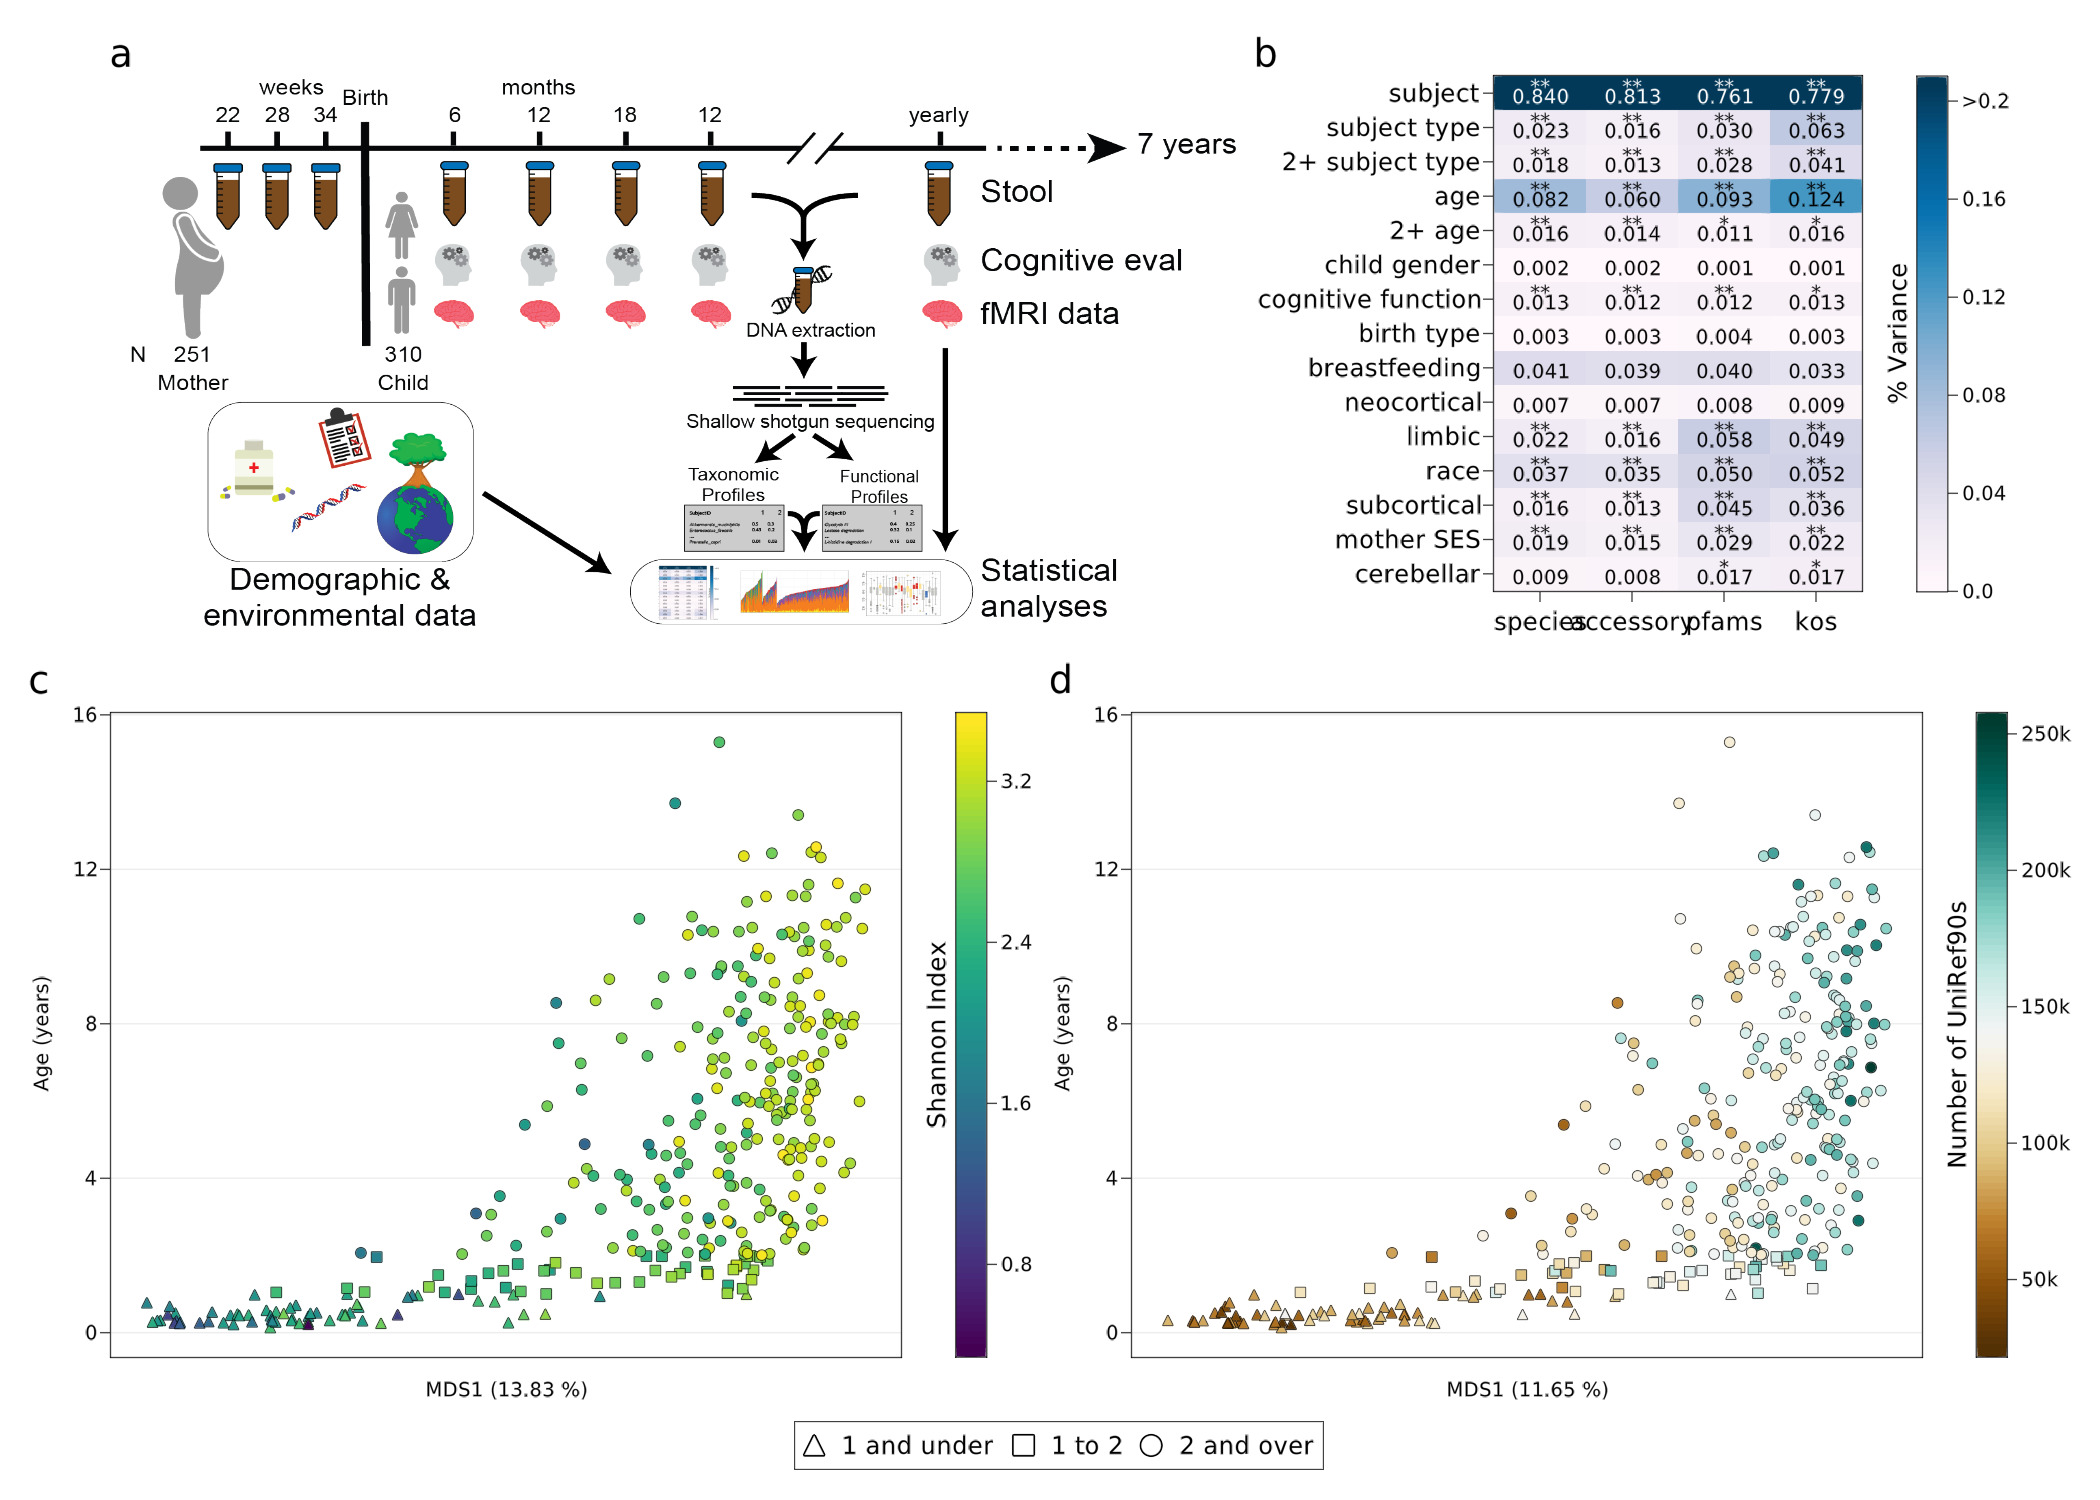 a
weeks
Birth
months
22 28 34 6 12 18 12 yearly
7 years
Stool
Cognitive eval
fMRI data
DNA extraction
N 251 310
Mother Child
Shallow shotgun sequencing
Taxonomic
Profiles
Functional
Profiles
SubjectID 1 2
SubjectID 1 2
Demographic &
environmental data
Statistical
analyses
b
subject ** 0.840 ** 0.813 ** 0.761 ** 0.779
subject type ** 0.023 ** 0.016 ** 0.030 ** 0.063
2+ subject type ** 0.018 ** 0.013 ** 0.028 ** 0.041
age ** 0.082 ** 0.060 ** 0.093 ** 0.124
2+ age ** 0.016 ** 0.014 * 0.011 * 0.016
child gender 0.002 0.002 0.001 0.001
cognitive function ** 0.013 ** 0.012 ** 0.012 * 0.013
birth type 0.003 0.003 0.004 0.003
breastfeeding 0.041 0.039 0.040 0.033
neocortical 0.007 0.007 0.008 0.009
limbic ** 0.022 ** 0.016 ** 0.058 ** 0.049
race ** 0.037 ** 0.035 ** 0.050 ** 0.052
subcortical ** 0.016 ** 0.013 ** 0.045 ** 0.036
mother SES ** 0.019 ** 0.015 ** 0.029 ** 0.022
cerebellar 0.009 0.008 * 0.017 * 0.017
species accessory pfams kos
>0.2
0.16
0.12
0.08
0.04
0.0
% Variance
c
16
12
8
4
0
Age (years)
MDS1 (13.83 %)
3.2
2.4
1.6
0.8
Shannon Index
d
16
12
8
4
0
Age (years)
MDS1 (11.65 %)
250k
200k
150k
100k
50k
Number of UniRef90s
1 and under 1 to 2 2 and over